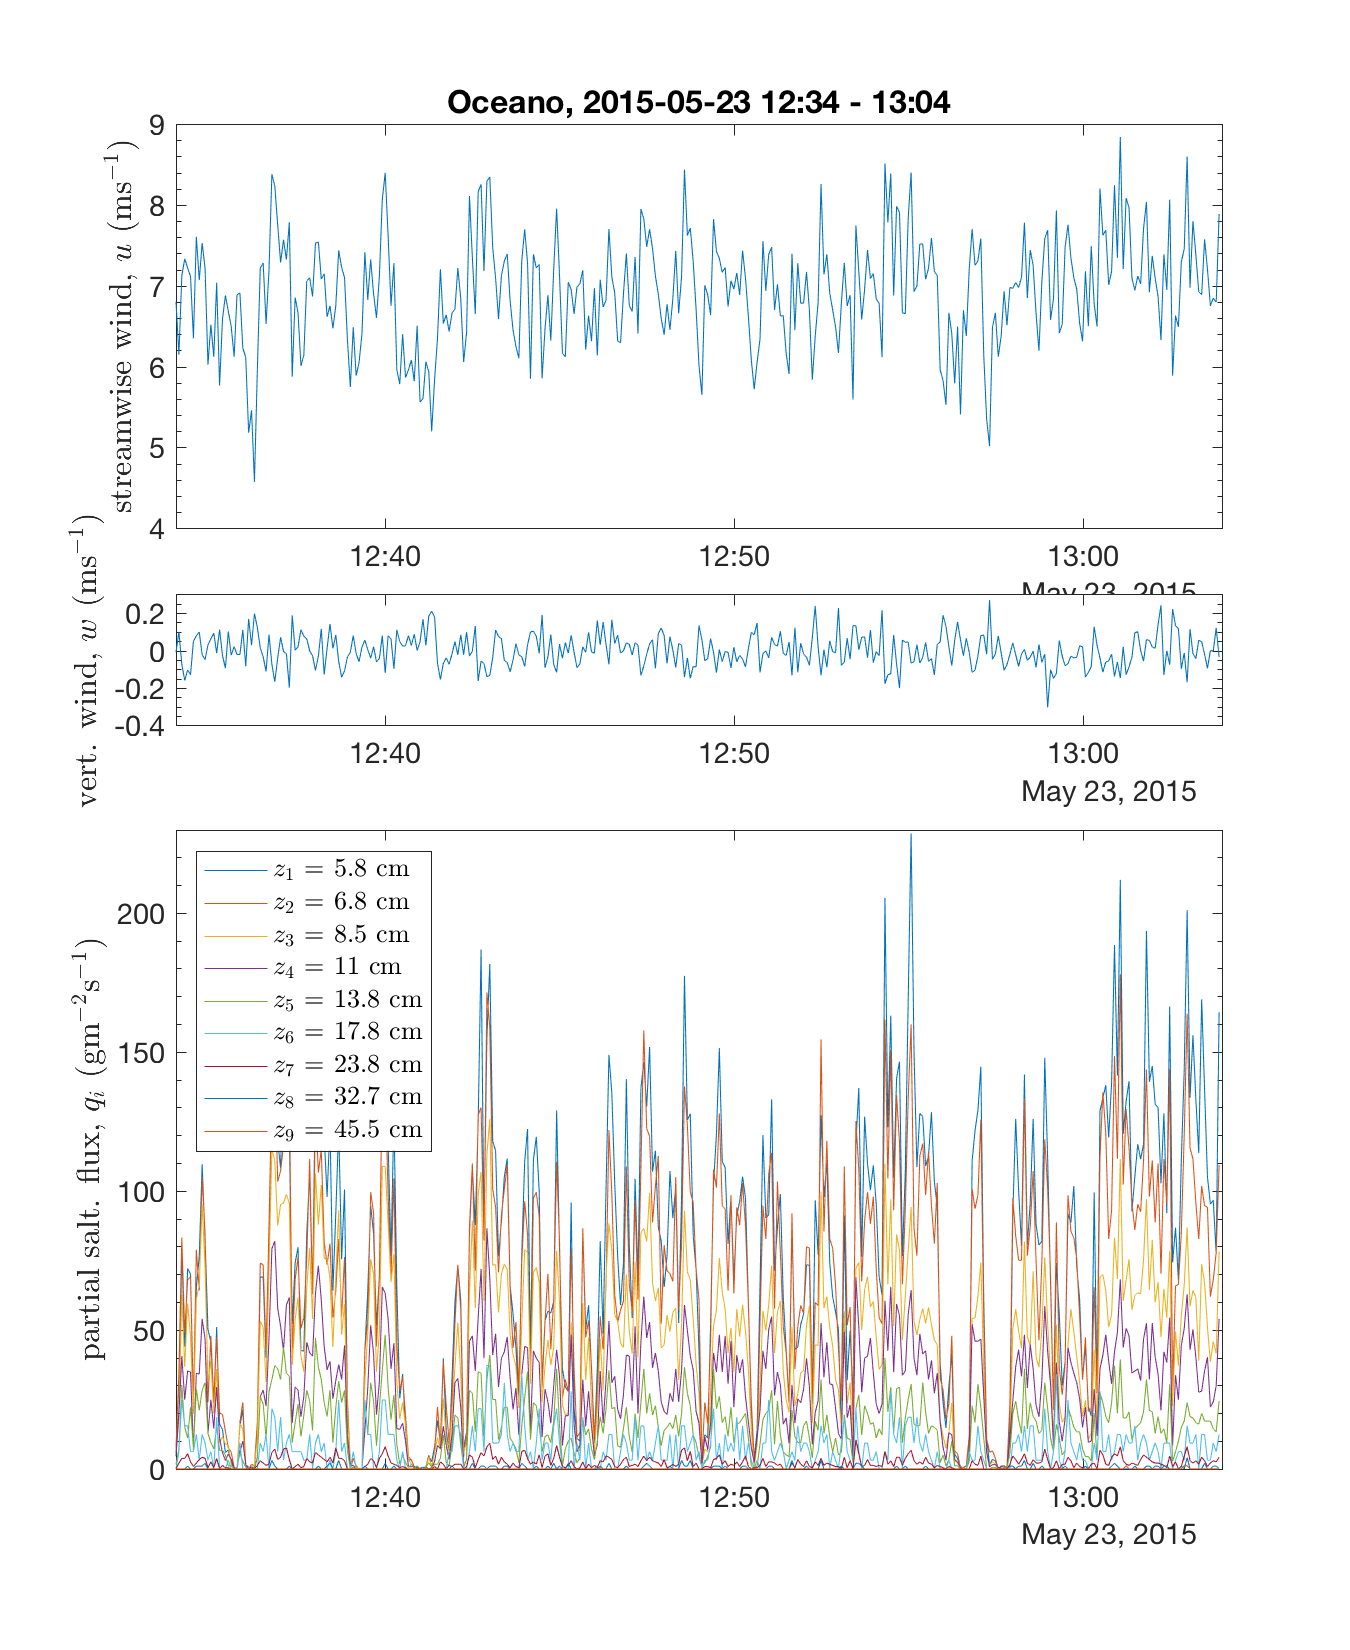 Oceano, 2015-05-23 12:34 - 13:04
streamwise wind, u (ms⁻¹)
9
8
7
6
5
4
12:40 12:50 13:00
May 23, 2015
vert. wind, w (ms⁻¹)
0.2
0
-0.2
-0.4
12:40 12:50 13:00
May 23, 2015
partial salt. flux, qᵢ (gm⁻²s⁻¹)
200
150
100
50
0
z₁ = 5.8 cm
z₂ = 6.8 cm
z₃ = 8.5 cm
z₄ = 11 cm
z₅ = 13.8 cm
z₆ = 17.8 cm
z₇ = 23.8 cm
z₈ = 32.7 cm
z₉ = 45.5 cm
12:40 12:50 13:00
May 23, 2015